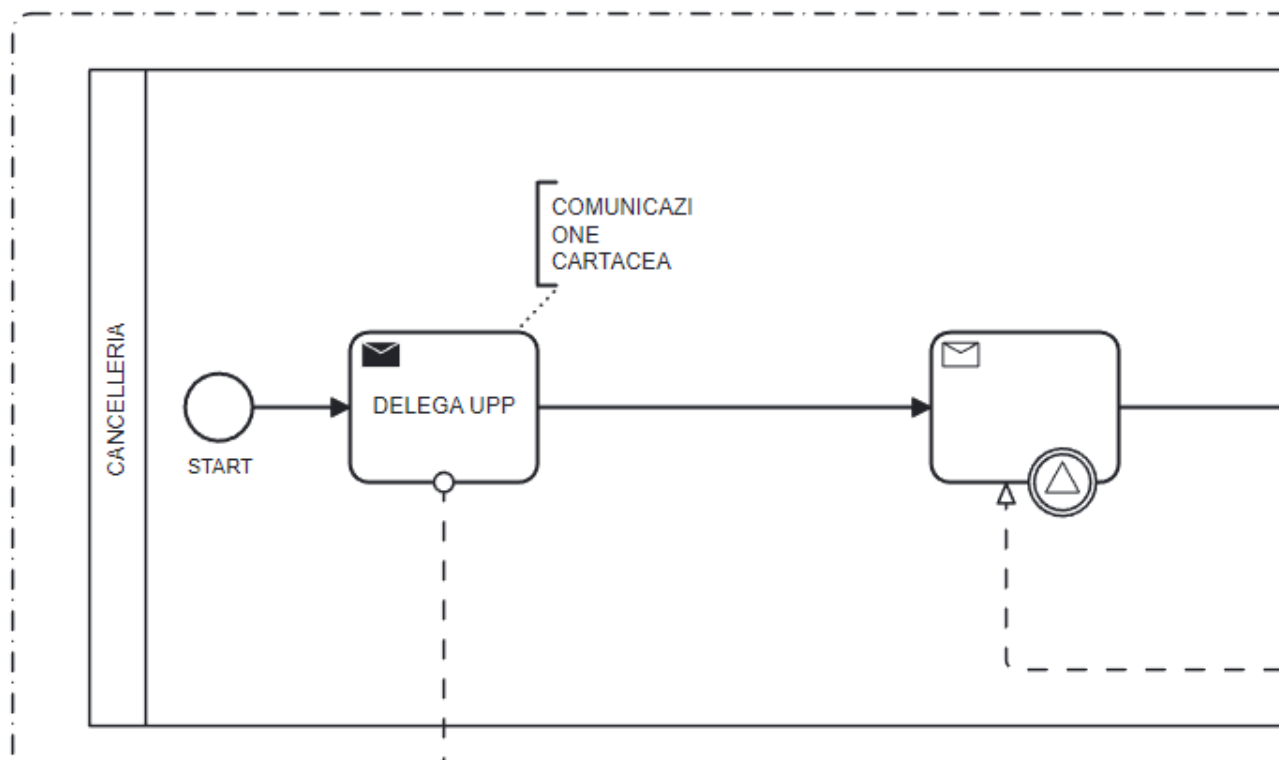 COMUNICAZI
ONE
CARTACEA
CANCELLERIA
START
DELEGA UPP